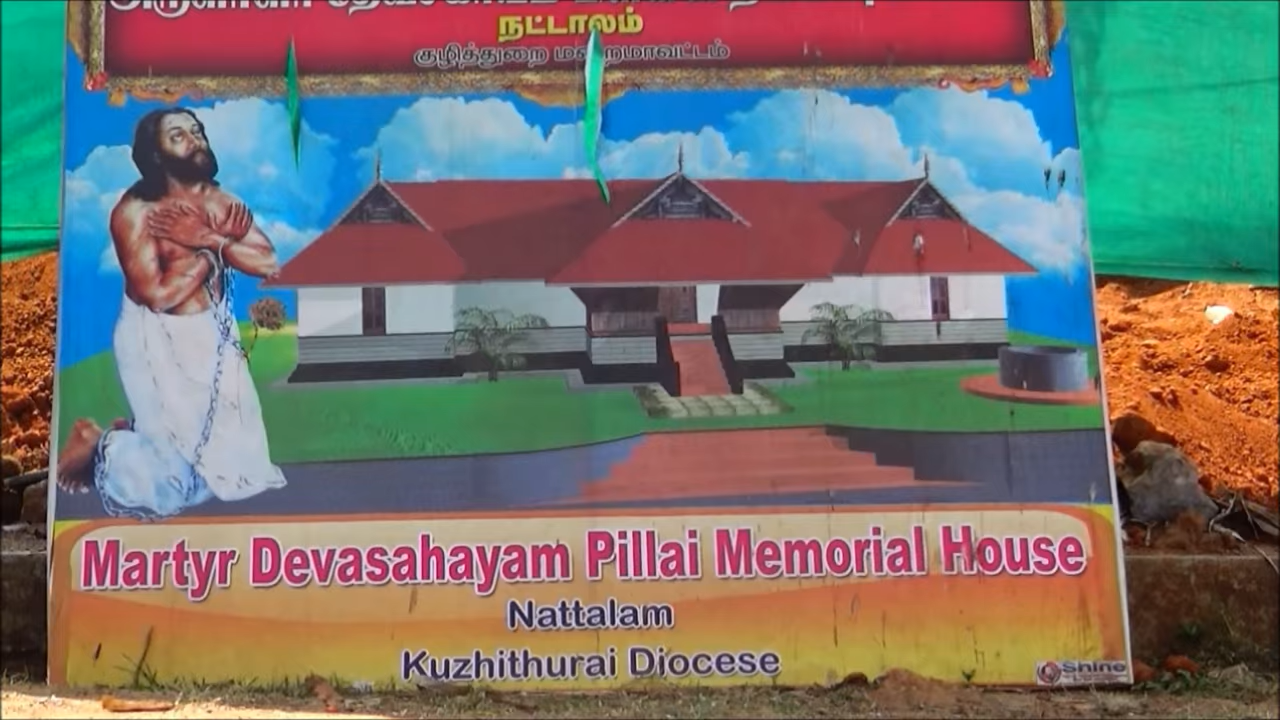 நட்டாலம்
குழித்துறை மறைமாவட்டம்
Martyr Devasahayam Pillai Memorial House
Nattalam
Kuzhithurai Diocese
Shine